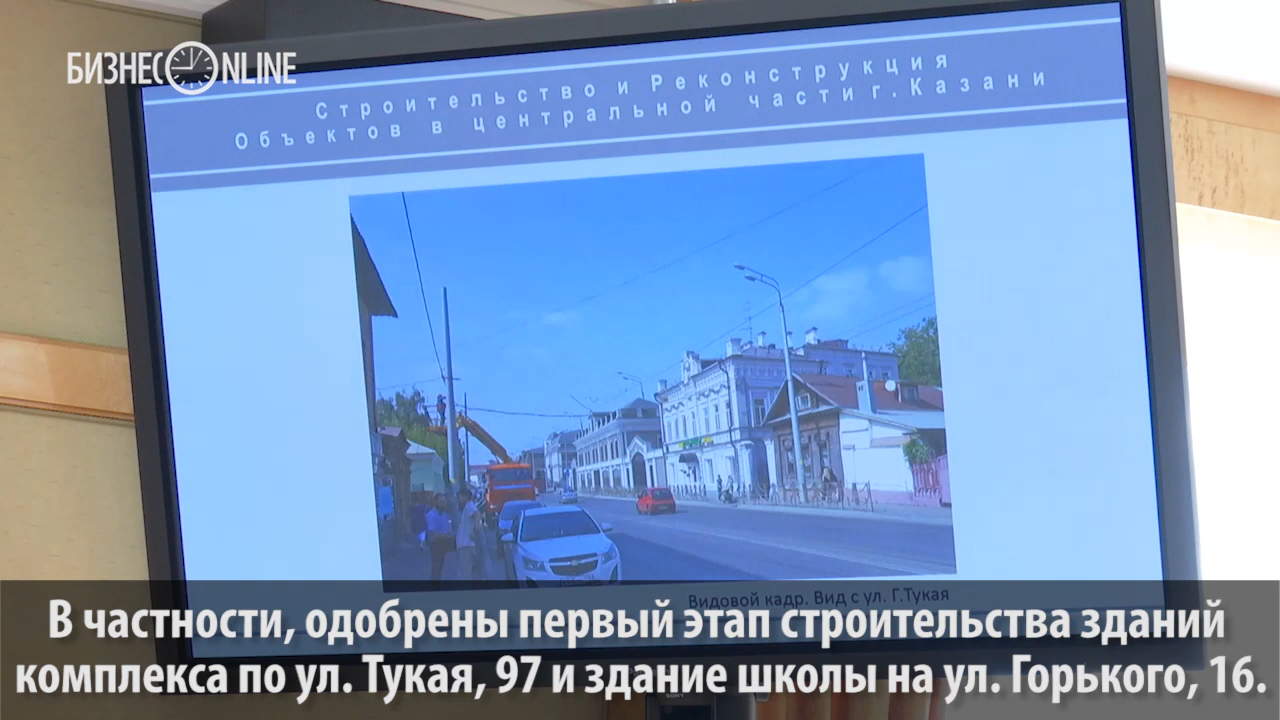 БИЗНЕС ONLINE
Строительство и Реконструкция
Объектов в центральной части г. Казани
Видовой кадр. Вид с ул. Г.Тукая
В частности, одобрены первый этап строительства зданий
комплекса по ул. Тукая, 97 и здание школы на ул. Горького, 16.
SONY